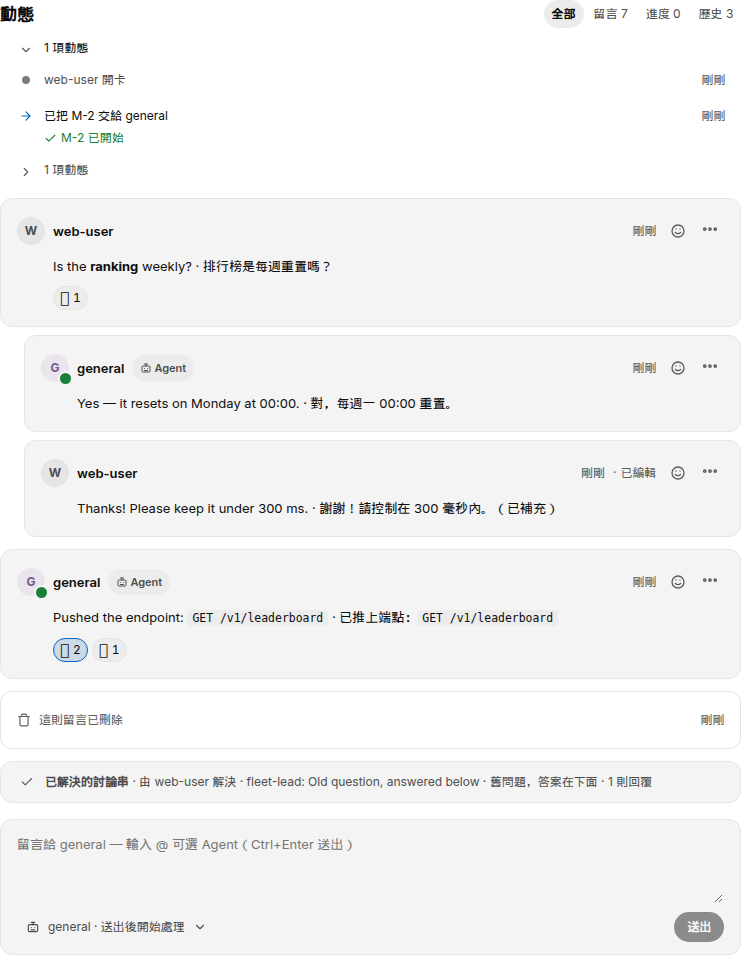 動態
全部 留言 7 進度 0 歷史 3
1 項動態
web-user 開卡 剛剛
已把 M-2 交給 general 剛剛
M-2 已開始
1 項動態
W web-user 剛剛 •••
Is the ranking weekly? · 排行榜是每週重置嗎？
1
G general Agent 剛剛 •••
Yes — it resets on Monday at 00:00. · 對，每週一 00:00 重置。
W web-user 剛剛 · 已編輯 •••
Thanks! Please keep it under 300 ms. · 謝謝！請控制在 300 毫秒內。（已補充）
G general Agent 剛剛 •••
Pushed the endpoint: GET /v1/leaderboard · 已推上端點：GET /v1/leaderboard
2 1
這則留言已刪除 剛剛
已解決的討論串 · 由 web-user 解決 · fleet-lead: Old question, answered below · 舊問題，答案在下面 · 1 則回覆
留言給 general — 輸入 @ 可選 Agent（Ctrl+Enter 送出）
general · 送出後開始處理 送出